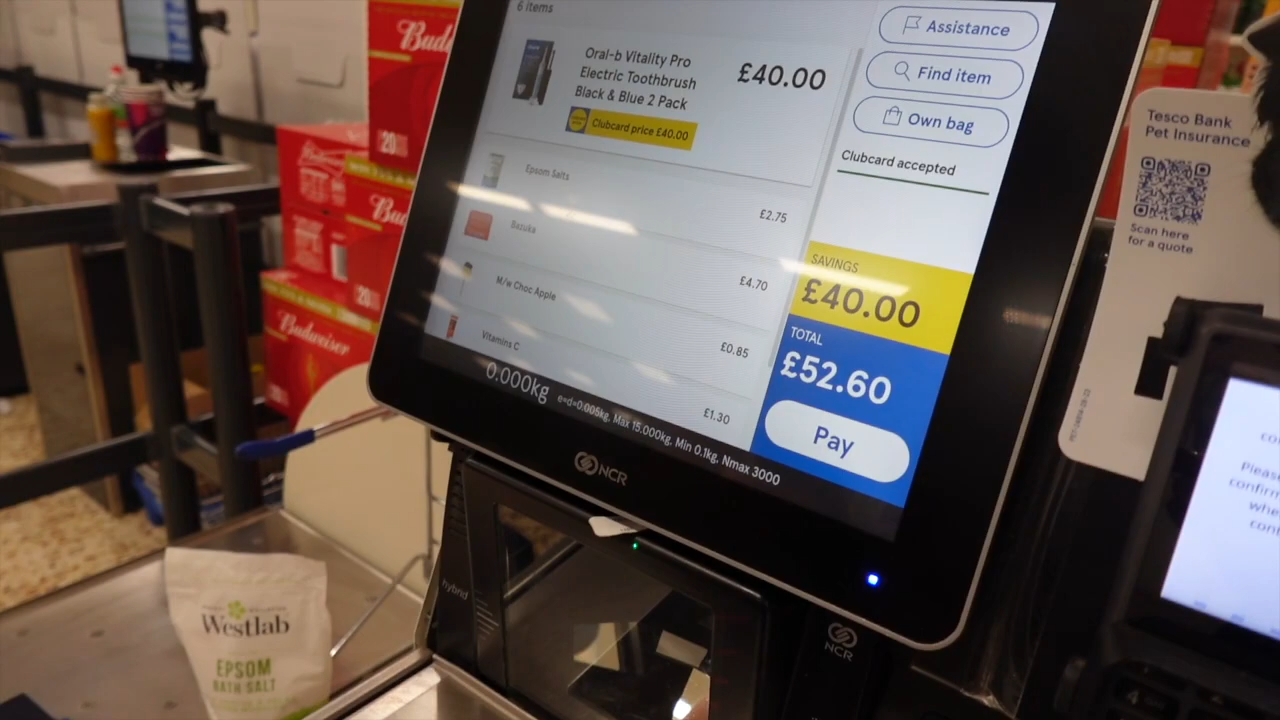 6 items
Oral-b Vitality Pro
Electric Toothbrush
Black & Blue 2 Pack
£40.00
Clubcard price £40.00
Epsom Salts
£2.75
Bazuka
£4.70
M/w Choc Apple
£0.85
Vitamins C
£1.30
Assistance
Find item
Own bag
Clubcard accepted
SAVINGS
£40.00
TOTAL
£52.60
Pay
0.000kg
e=d=0.005kg, Max 15.000kg, Min 0.1kg, Nmax 3000
NCR
hybrid
NCR
Tesco Bank
Pet Insurance
Scan here
for a quote
Westlab
EPSOM
BATH SALT
Budweiser
20
20